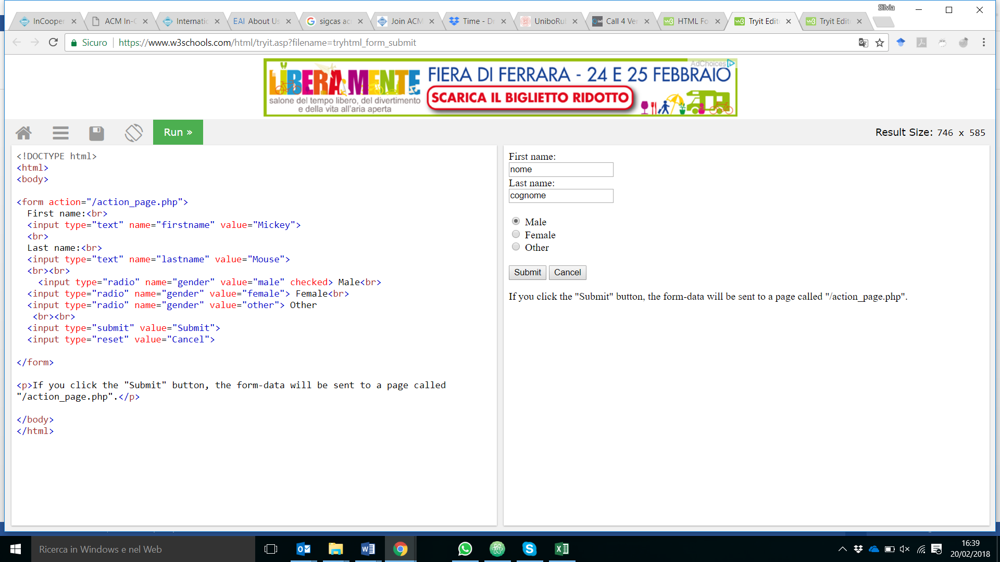 Silvia
InCooper
ACM In-C
Internatio
EAI About Us
sigcas ac
Join ACM
Time - Dr
UniboRul
Call 4 Ver
HTML Fo
Tryit Edit
Tryit Edit
Sicuro https://www.w3schools.com/html/tryit.asp?filename=tryhtml_form_submit
AdChoices
LIBERAMENTE
salone del tempo libero, del divertimento
e della vita all'aria aperta
FIERA DI FERRARA - 24 E 25 FEBBRAIO
SCARICA IL BIGLIETTO RIDOTTO
Run »
Result Size: 746 x 585
<!DOCTYPE html>
<html>
<body>
<form action="/action_page.php">
First name:<br>
<input type="text" name="firstname" value="Mickey">
<br>
Last name:<br>
<input type="text" name="lastname" value="Mouse">
<br><br>
<input type="radio" name="gender" value="male" checked> Male<br>
<input type="radio" name="gender" value="female"> Female<br>
<input type="radio" name="gender" value="other"> Other
<br><br>
<input type="submit" value="Submit">
<input type="reset" value="Cancel">
</form>
<p>If you click the "Submit" button, the form-data will be sent to a page called
"/action_page.php".</p>
</body>
</html>
First name:
nome
Last name:
cognome
Male
Female
Other
Submit Cancel
If you click the "Submit" button, the form-data will be sent to a page called "/action_page.php".
Ricerca in Windows e nel Web
16:39
20/02/2018